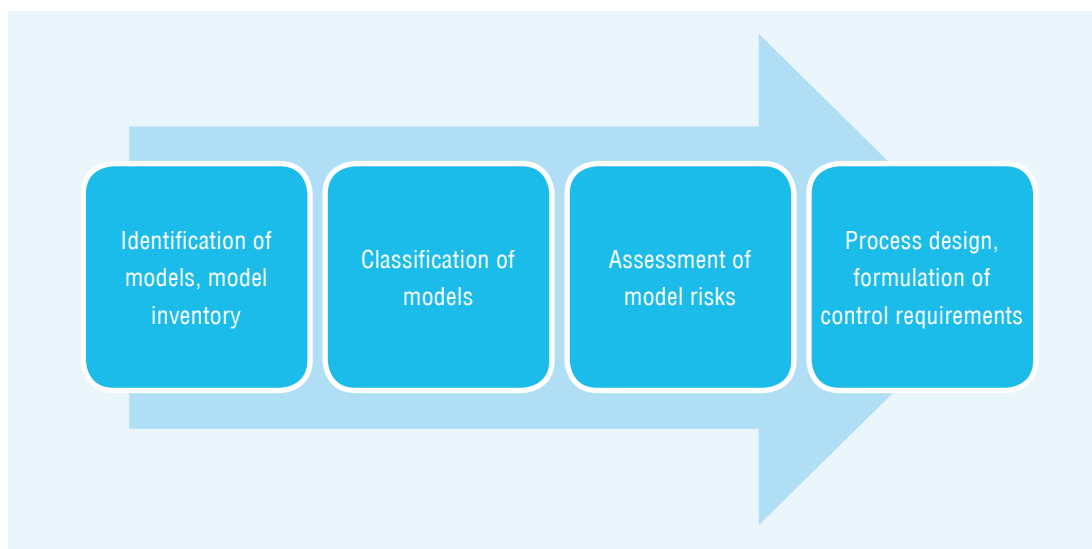 Identification of
models, model
inventory
Classification of
models
Assessment of
model risks
Process design,
formulation of
control requirements